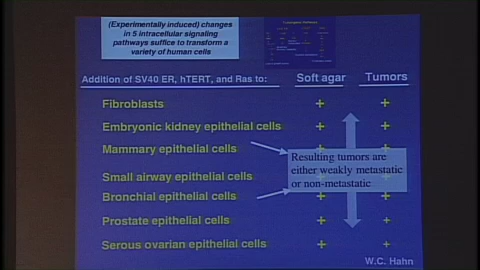 (Experimentally induced) changes
in 5 intracellular signaling
pathways suffice to transform a
variety of human cells
Addition of SV40 ER, hTERT, and Ras to: Soft agar Tumors
Fibroblasts + +
Embryonic kidney epithelial cells + +
Mammary epithelial cells +
Small airway epithelial cells
Bronchial epithelial cells +
Prostate epithelial cells + +
Serous ovarian epithelial cells + +
Resulting tumors are
either weakly metastatic
or non-metastatic
W.C. Hahn